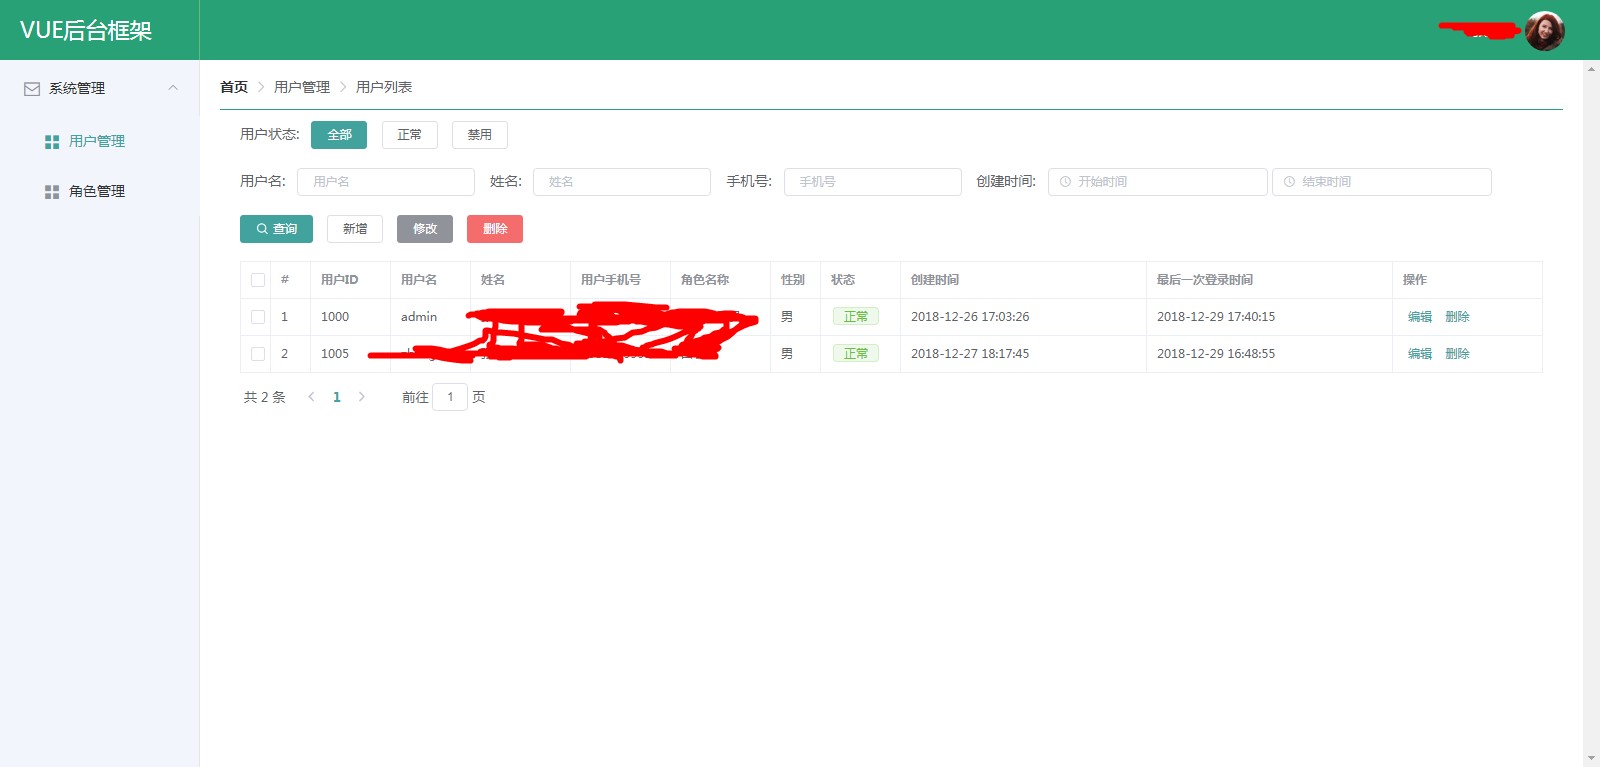 VUE后台框架
系统管理
用户管理
角色管理
首页 > 用户管理 > 用户列表
用户状态: 全部 正常 禁用
用户名: 用户名 姓名: 姓名 手机号: 手机号 创建时间: 开始时间 结束时间
查询 新增 修改 删除
# 用户ID 用户名 姓名 用户手机号 角色名称 性别 状态 创建时间 最后一次登录时间 操作
1 1000 admin 男 正常 2018-12-26 17:03:26 2018-12-29 17:40:15 编辑 删除
2 1005 男 正常 2018-12-27 18:17:45 2018-12-29 16:48:55 编辑 删除
共 2 条 < 1 > 前往 1 页